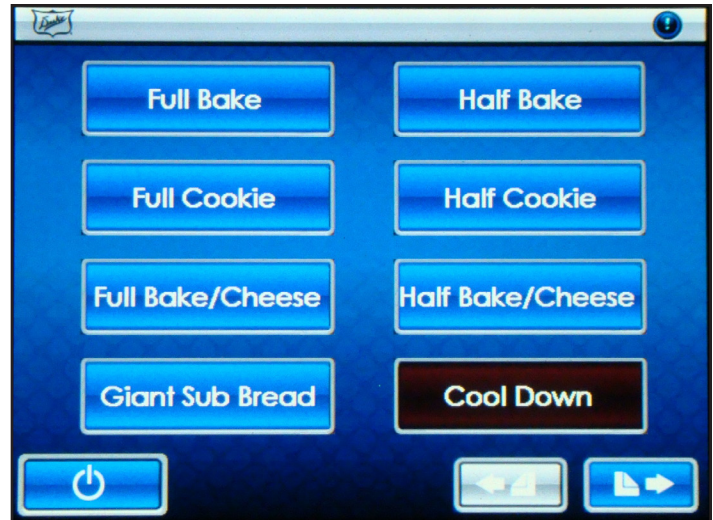 Duke
Full Bake
Half Bake
Full Cookie
Half Cookie
Full Bake/Cheese
Half Bake/Cheese
Giant Sub Bread
Cool Down